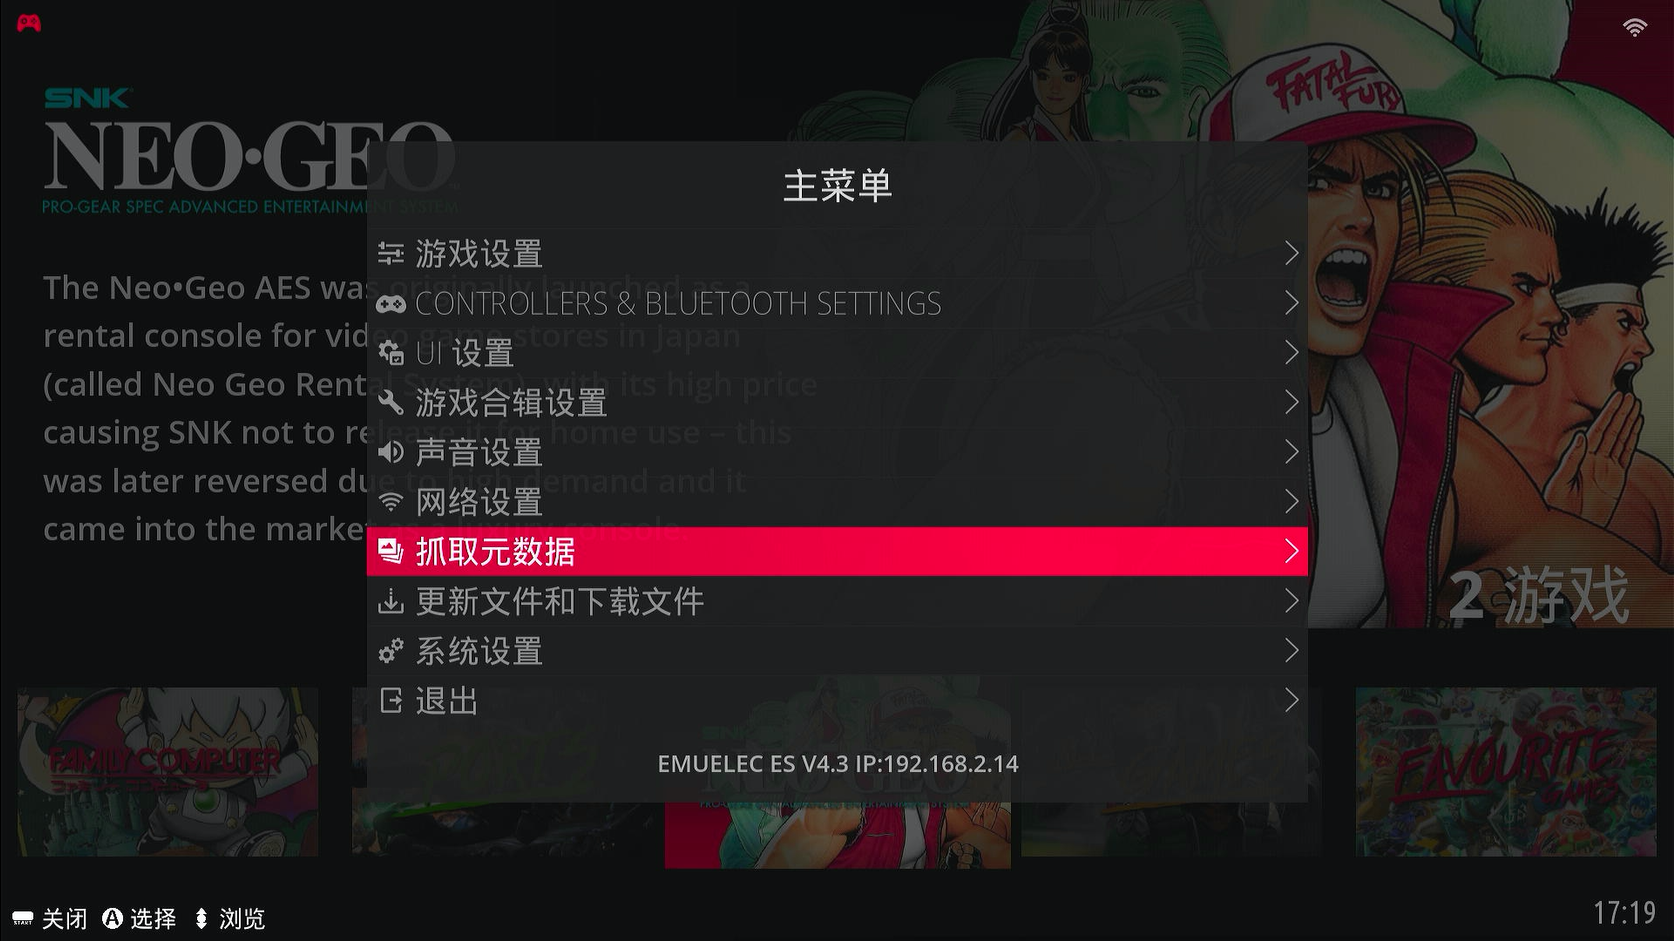 SNK
NEO•GEO
PRO-GEAR SPEC ADVANCED ENTERTAINMENT SYSTEM
FATAL FURY
The Neo•Geo AES was originally launched as a
rental console for video game stores in Japan
(called Neo Geo Rental System), with its high price
causing SNK not to release it for home use – this
was later reversed due to high demand and it
came into the market as a luxury console.
主菜单
游戏设置
CONTROLLERS & BLUETOOTH SETTINGS
UI 设置
游戏合辑设置
声音设置
网络设置
抓取元数据
更新文件和下载文件
系统设置
退出
EMUELEC ES V4.3 IP:192.168.2.14
2 游戏
FAMILY COMPUTER
FAVOURITE
GAMES
START 关闭 A 选择 浏览
17:19